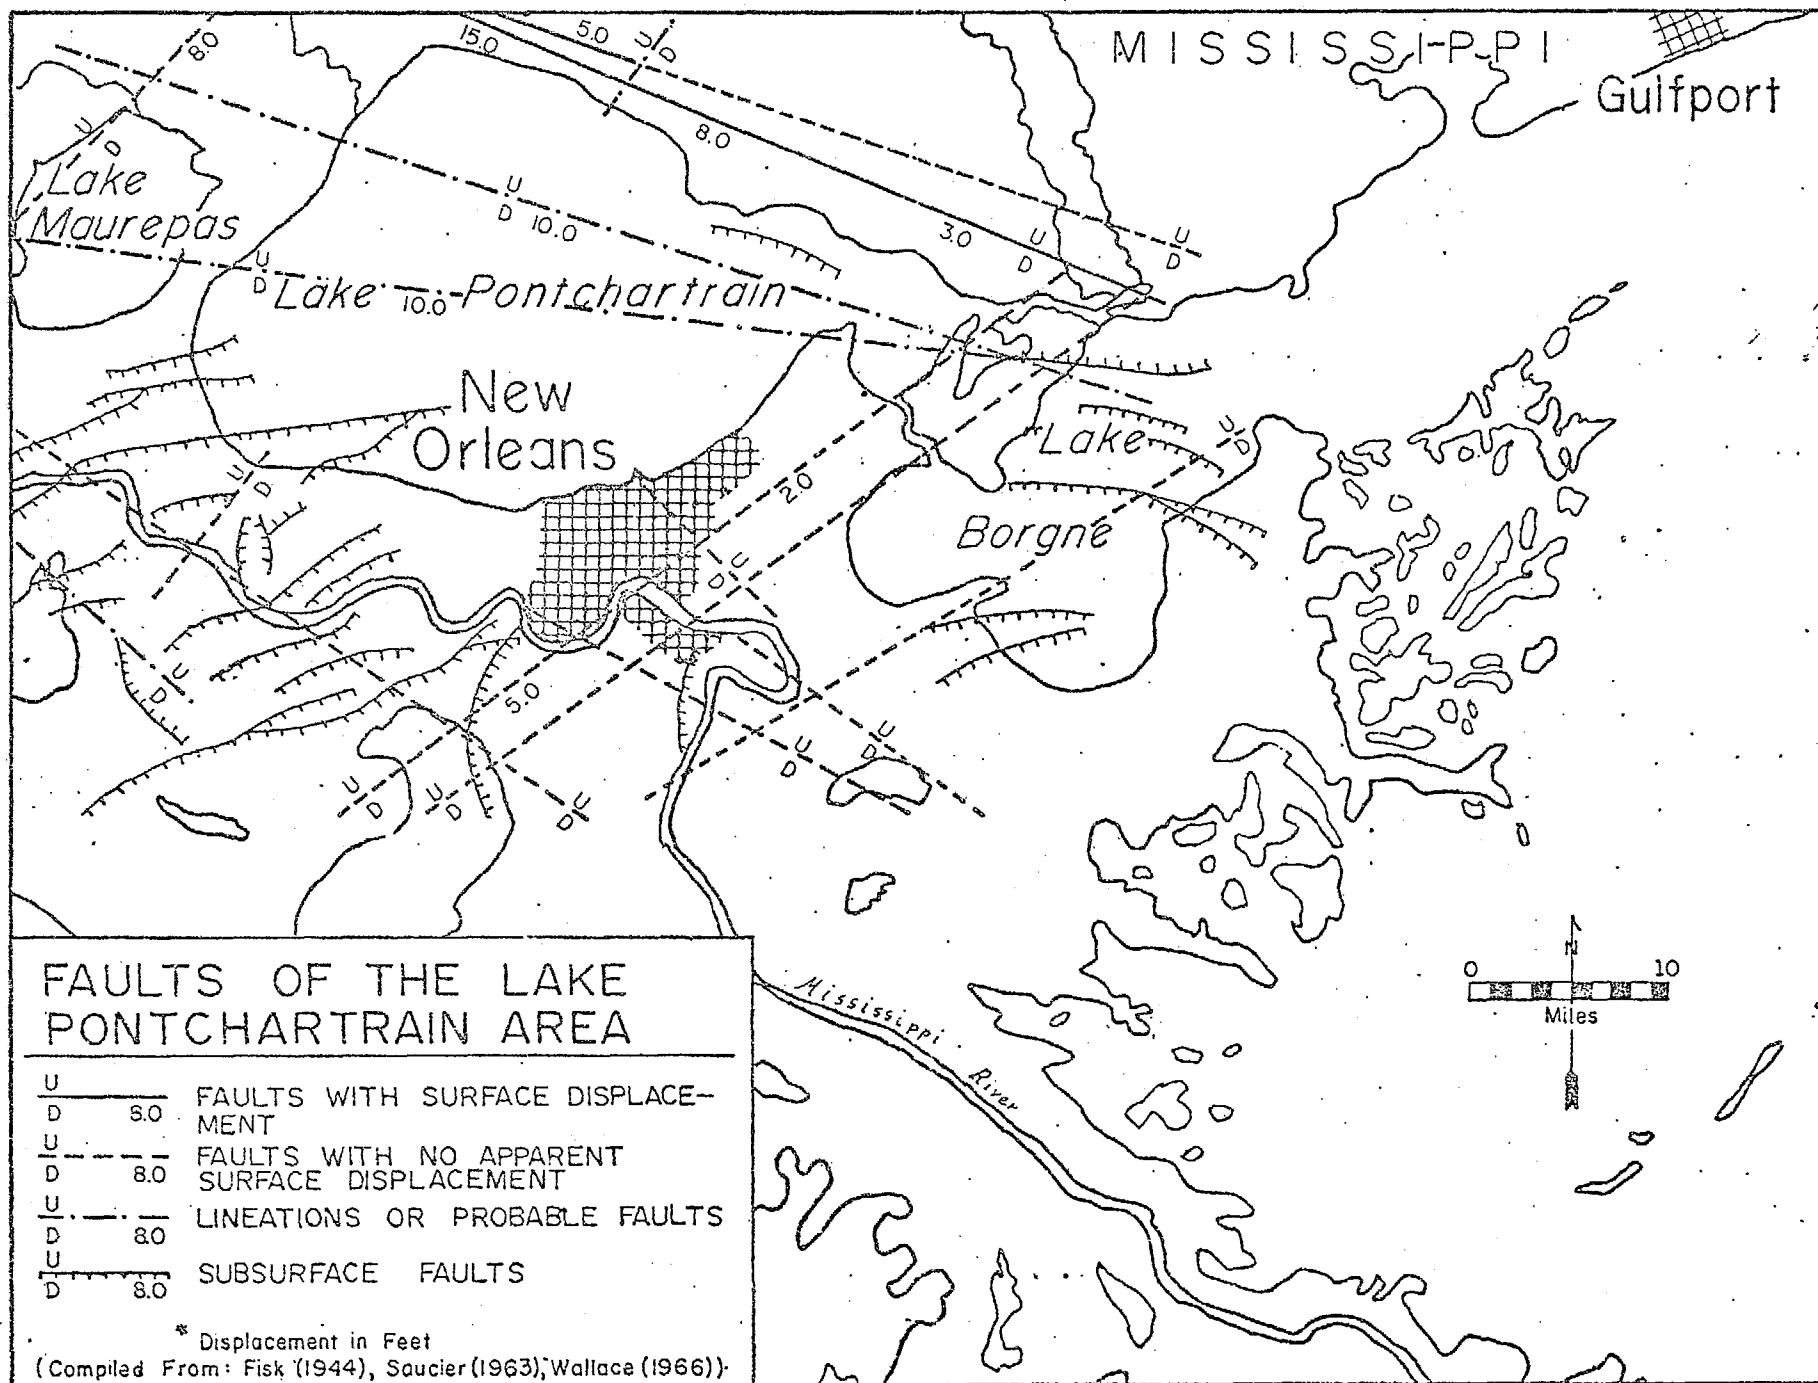 MISSISSIPPI
Gulfport
5.0
15.0
8.0
U
D
8.0
U
D
Lake
Maurepas
U
D
10.0
3.0
U
D
U
D
U
D
Lake
10.0
Pontchartrain
New
Orleans
Lake
Borgne
U
D
2.0
U
D
U
D
U
D
5.0
U
D
U
D
U
D
U
D
U
D
Mississippi
River
N
0 10
Miles
FAULTS OF THE LAKE
PONTCHARTRAIN AREA
U
D 8.0
FAULTS WITH SURFACE DISPLACE-
MENT
U
D 8.0
FAULTS WITH NO APPARENT
SURFACE DISPLACEMENT
U
D 8.0
LINEATIONS OR PROBABLE FAULTS
U
D 8.0
SUBSURFACE FAULTS
* Displacement in Feet
(Compiled From: Fisk (1944), Saucier (1963), Wallace (1966))